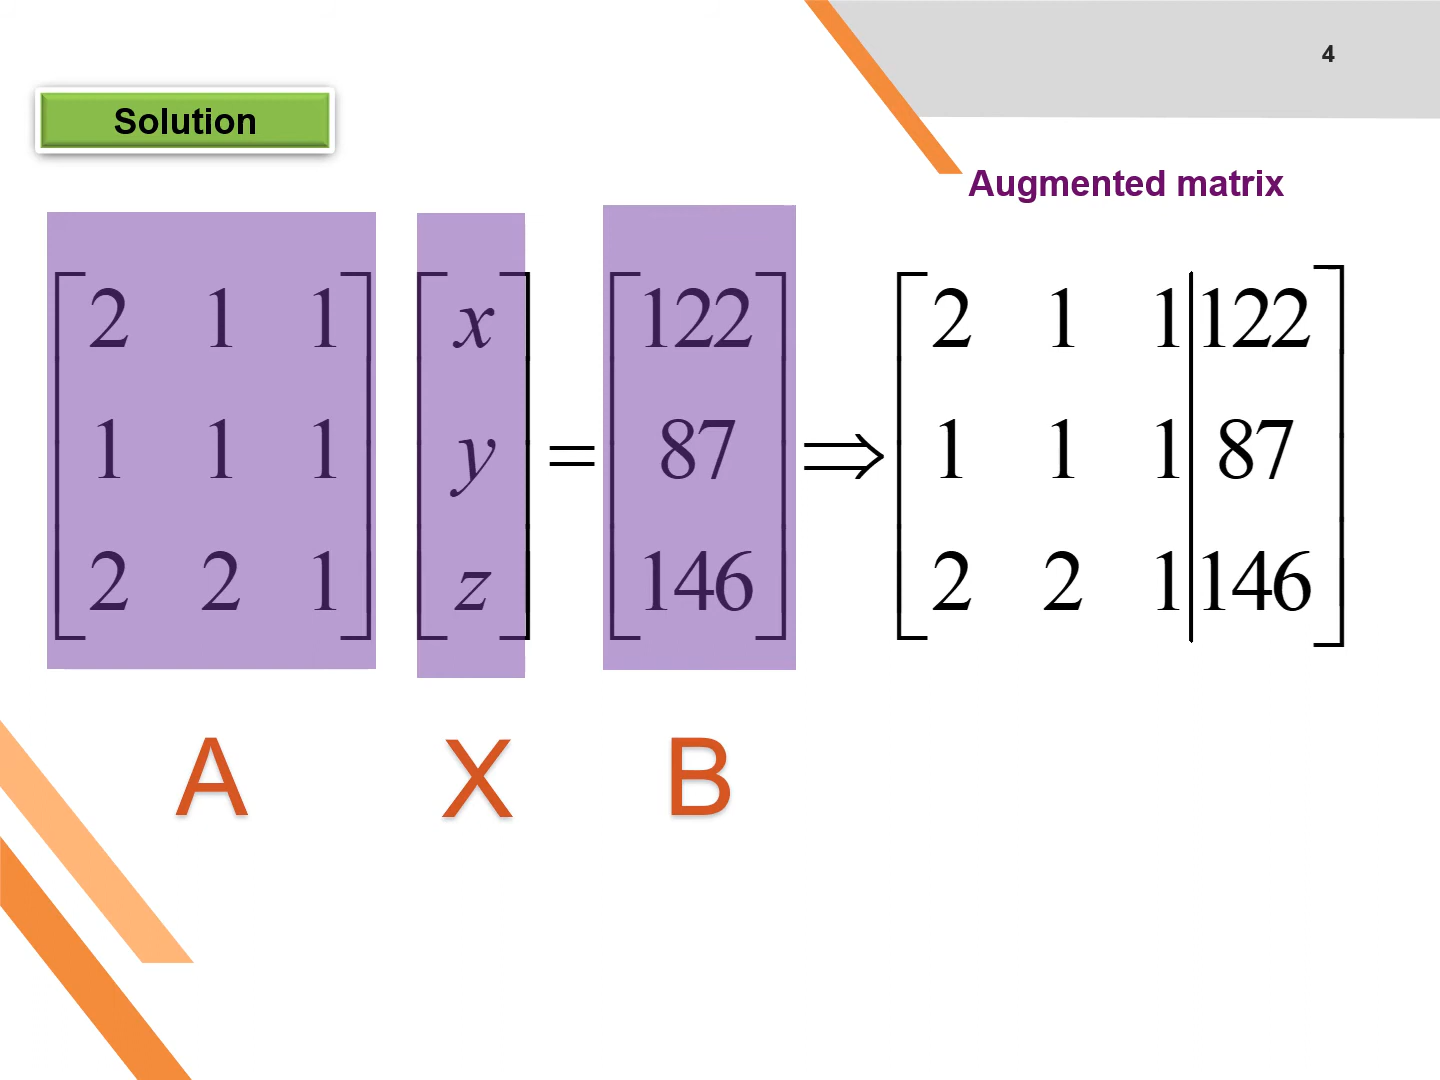 4
Solution
Augmented matrix
[2 1 1] [x] [122] [2 1 1 | 122]
[1 1 1] [y] = [87] ⇒ [1 1 1 | 87]
[2 2 1] [z] [146] [2 2 1 | 146]
A X B